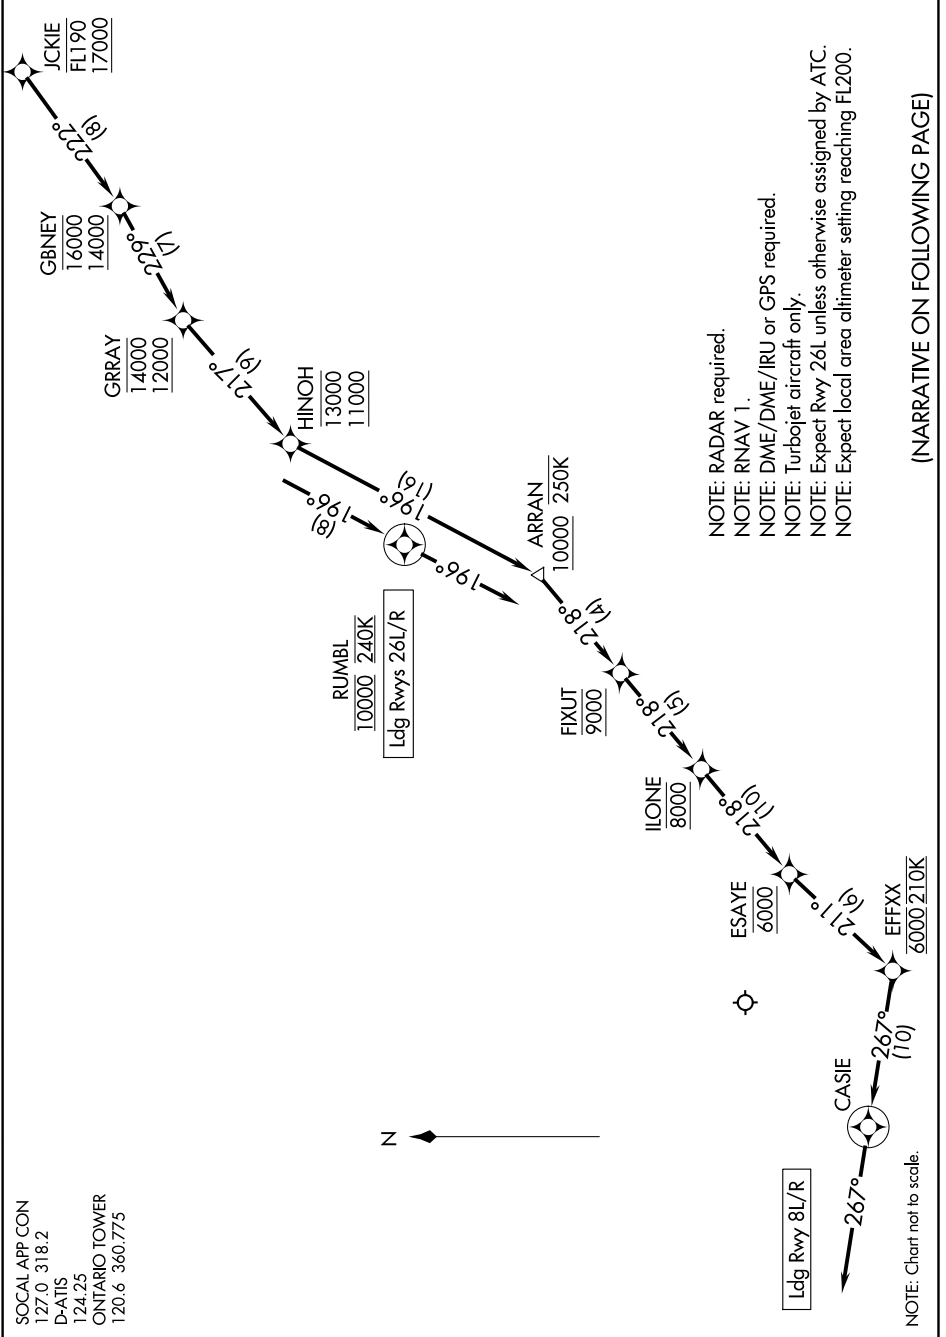 SOCAL APP CON
127.0 318.2
D-ATIS
124.25
ONTARIO TOWER
120.6 360.775
JCKIE
FL190
17000
222°
(8)
GBNEY
16000
14000
229°
(7)
GRRAY
14000
12000
217°
(9)
HINOH
13000
11000
196°
(16)
196°
(8)
RUMBL
10000 240K
Ldg Rwys 26L/R
196°
ARRAN
10000 250K
218°
(4)
FIXUT
9000
218°
(5)
ILONE
8000
218°
(10)
ESAYE
6000
211°
(6)
EFFXX
6000 210K
267°
(10)
CASIE
267°
Ldg Rwy 8L/R
N
NOTE: RADAR required.
NOTE: RNAV 1.
NOTE: DME/DME/IRU or GPS required.
NOTE: Turbojet aircraft only.
NOTE: Expect Rwy 26L unless otherwise assigned by ATC.
NOTE: Expect local area altimeter setting reaching FL200.
NOTE: Chart not to scale.
(NARRATIVE ON FOLLOWING PAGE)